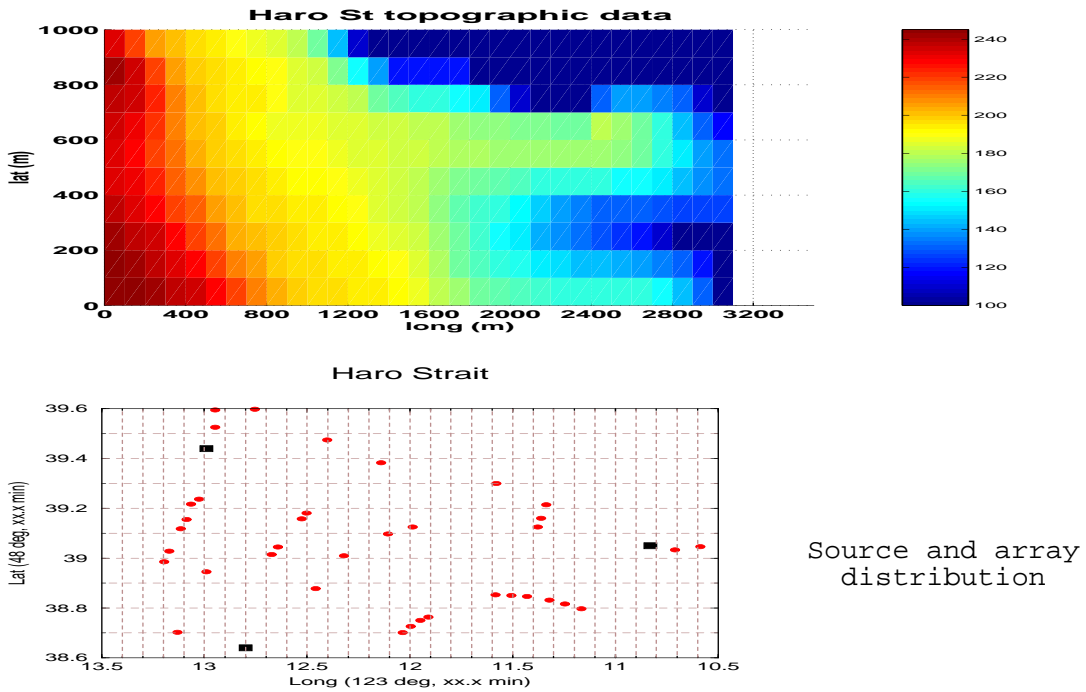 Haro St topographic data
1000
800
600
400
200
0
lat (m)
0 400 800 1200 1600 2000 2400 2800 3200
long (m)
240
220
200
180
160
140
120
100
Haro Strait
39.6
39.4
39.2
39
38.8
38.6
Lat (48 deg, xx.x min)
13.5 13 12.5 12 11.5 11 10.5
Long (123 deg, xx.x min)
Source and array
distribution